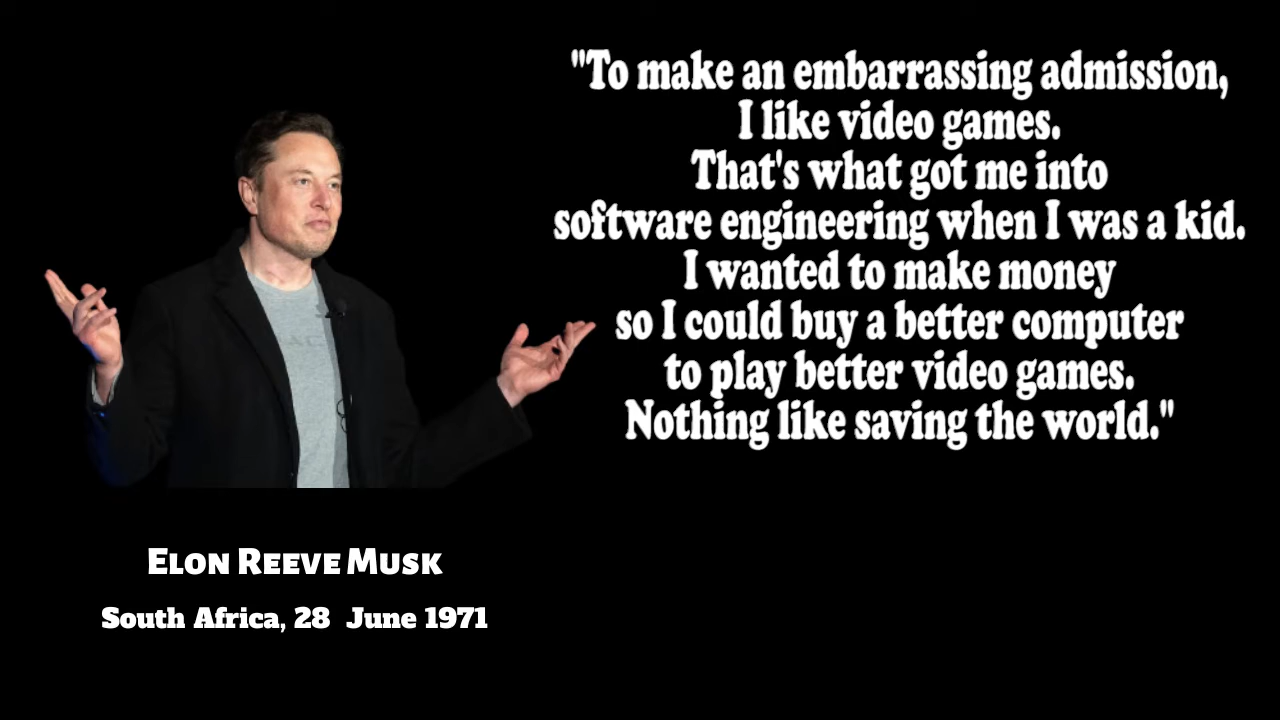 "To make an embarrassing admission,
I like video games.
That's what got me into
software engineering when I was a kid.
I wanted to make money
so I could buy a better computer
to play better video games.
Nothing like saving the world."
Elon Reeve Musk
South Africa, 28 June 1971